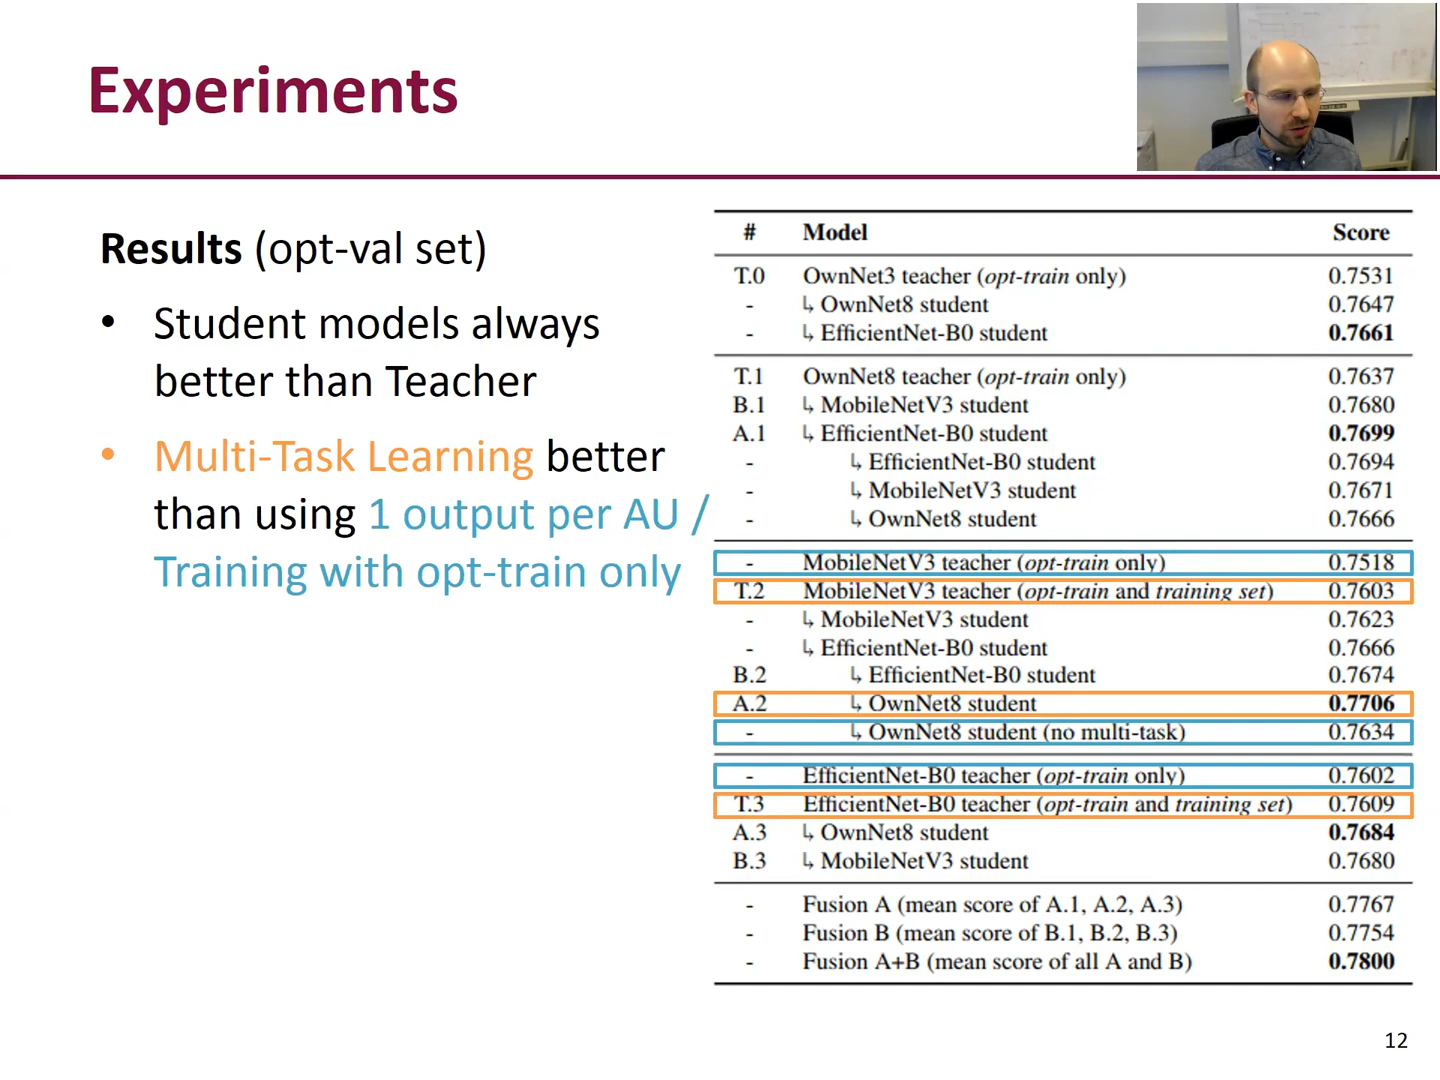 Experiments
Results (opt-val set)
• Student models always
better than Teacher
• Multi-Task Learning better
than using 1 output per AU /
Training with opt-train only
# Model Score
T.0 OwnNet3 teacher (opt-train only) 0.7531
- ↳ OwnNet8 student 0.7647
- ↳ EfficientNet-B0 student 0.7661
T.1 OwnNet8 teacher (opt-train only) 0.7637
B.1 ↳ MobileNetV3 student 0.7680
A.1 ↳ EfficientNet-B0 student 0.7699
- ↳ EfficientNet-B0 student 0.7694
- ↳ MobileNetV3 student 0.7671
- ↳ OwnNet8 student 0.7666
- MobileNetV3 teacher (opt-train only) 0.7518
T.2 MobileNetV3 teacher (opt-train and training set) 0.7603
- ↳ MobileNetV3 student 0.7623
- ↳ EfficientNet-B0 student 0.7666
B.2 ↳ EfficientNet-B0 student 0.7674
A.2 ↳ OwnNet8 student 0.7706
- ↳ OwnNet8 student (no multi-task) 0.7634
- EfficientNet-B0 teacher (opt-train only) 0.7602
T.3 EfficientNet-B0 teacher (opt-train and training set) 0.7609
A.3 ↳ OwnNet8 student 0.7684
B.3 ↳ MobileNetV3 student 0.7680
- Fusion A (mean score of A.1, A.2, A.3) 0.7767
- Fusion B (mean score of B.1, B.2, B.3) 0.7754
- Fusion A+B (mean score of all A and B) 0.7800
12